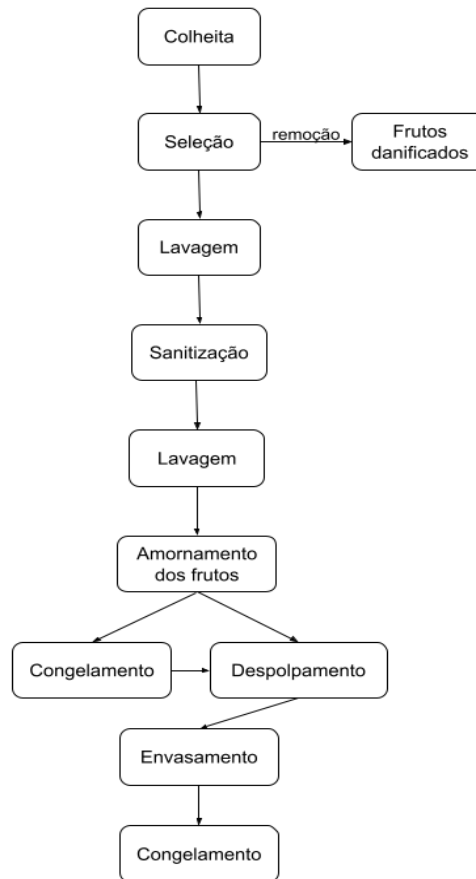 Colheita
Seleção
remoção
Frutos
danificados
Lavagem
Sanitização
Lavagem
Amornamento
dos frutos
Congelamento
Despolpamento
Envasamento
Congelamento